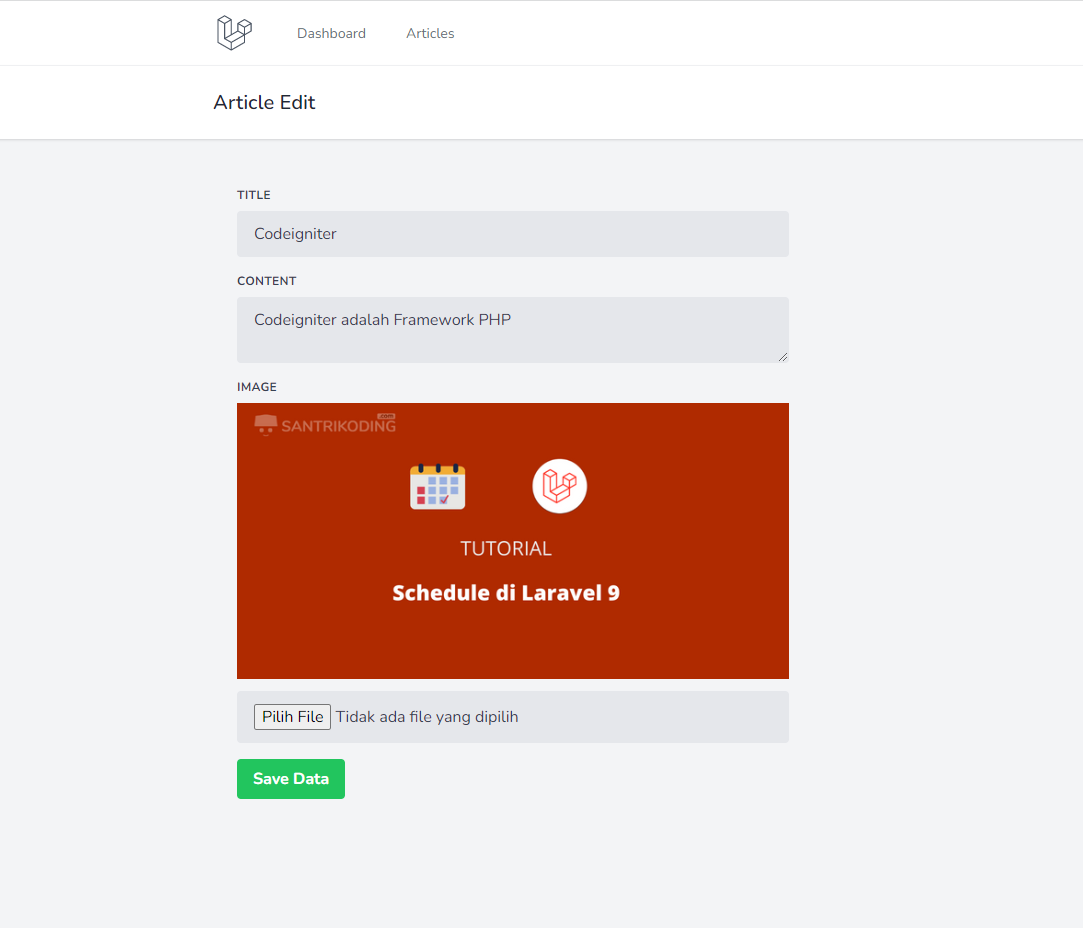 Dashboard Articles
Article Edit
TITLE
Codeigniter
CONTENT
Codeigniter adalah Framework PHP
IMAGE
SANTRIKODING .com
TUTORIAL
Schedule di Laravel 9
Pilih File Tidak ada file yang dipilih
Save Data